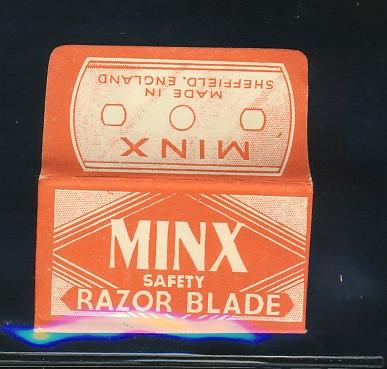 MINX
MADE IN
SHEFFIELD, ENGLAND
MINX
SAFETY
RAZOR BLADE